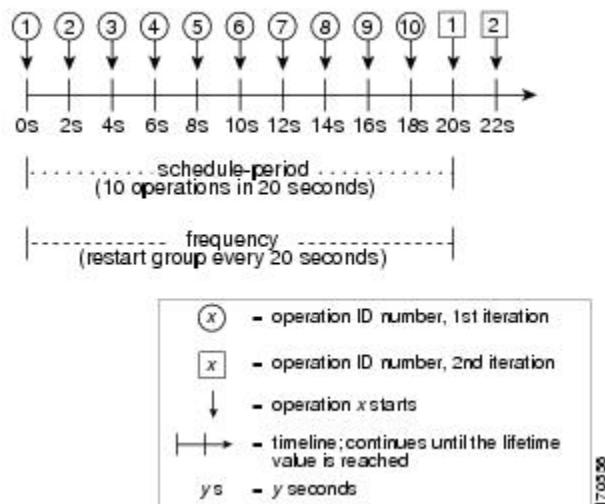 1 2 3 4 5 6 7 8 9 10 1 2
0s 2s 4s 6s 8s 10s 12s 14s 16s 18s 20s 22s
schedule-period
(10 operations in 20 seconds)
frequency
(restart group every 20 seconds)
x = operation ID number, 1st iteration
x = operation ID number, 2nd iteration
= operation x starts
= timeline; continues until the lifetime
value is reached
y s = y seconds
170556